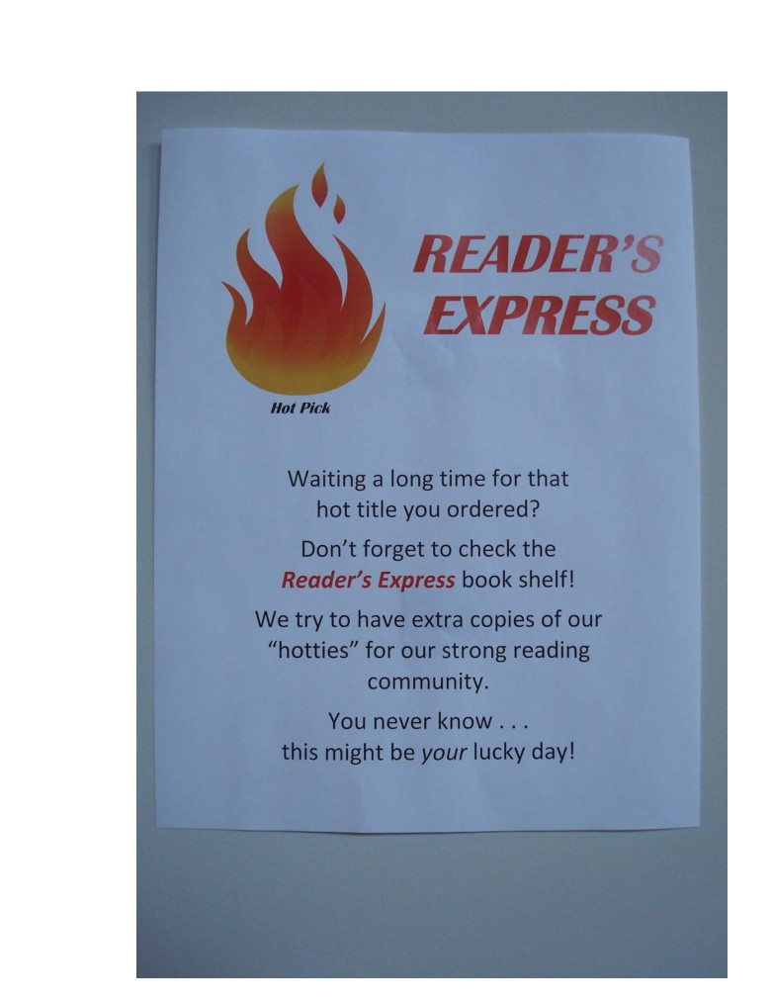 READER'S
EXPRESS
Hot Pick
Waiting a long time for that
hot title you ordered?
Don't forget to check the
Reader's Express book shelf!
We try to have extra copies of our
“hotties” for our strong reading
community.
You never know . . .
this might be your lucky day!